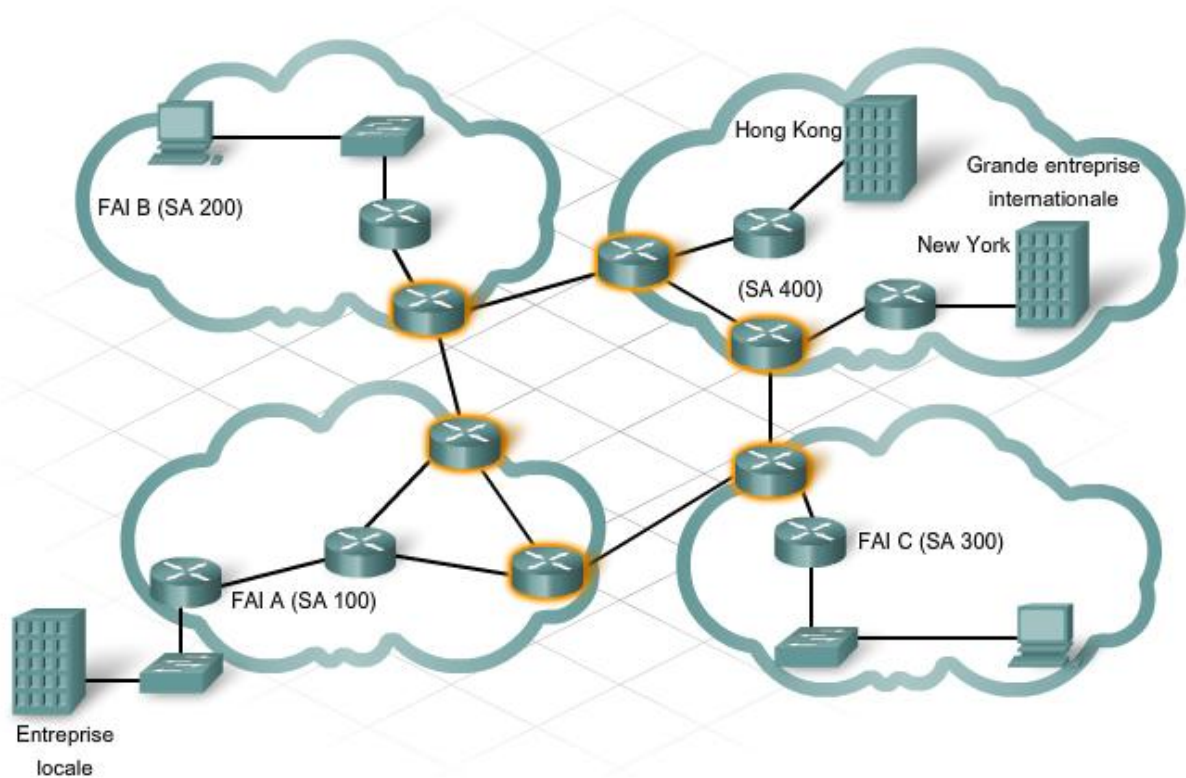 Hong Kong
Grande entreprise
internationale
FAI B (SA 200)
New York
(SA 400)
FAI C (SA 300)
FAI A (SA 100)
Entreprise
locale